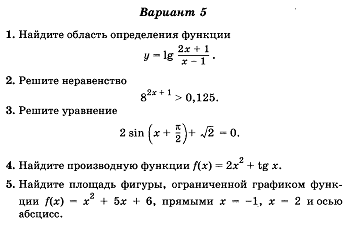 Вариант 5
1. Найдите область определения функции
y = lg (2x + 1)/(x − 1).
2. Решите неравенство
8^(2x + 1) > 0,125.
3. Решите уравнение
2 sin (x + π/2) + √2 = 0.
4. Найдите производную функции f(x) = 2x² + tg x.
5. Найдите площадь фигуры, ограниченной графиком функ-
ции f(x) = x² + 5x + 6, прямыми x = −1, x = 2 и осью
абсцисс.